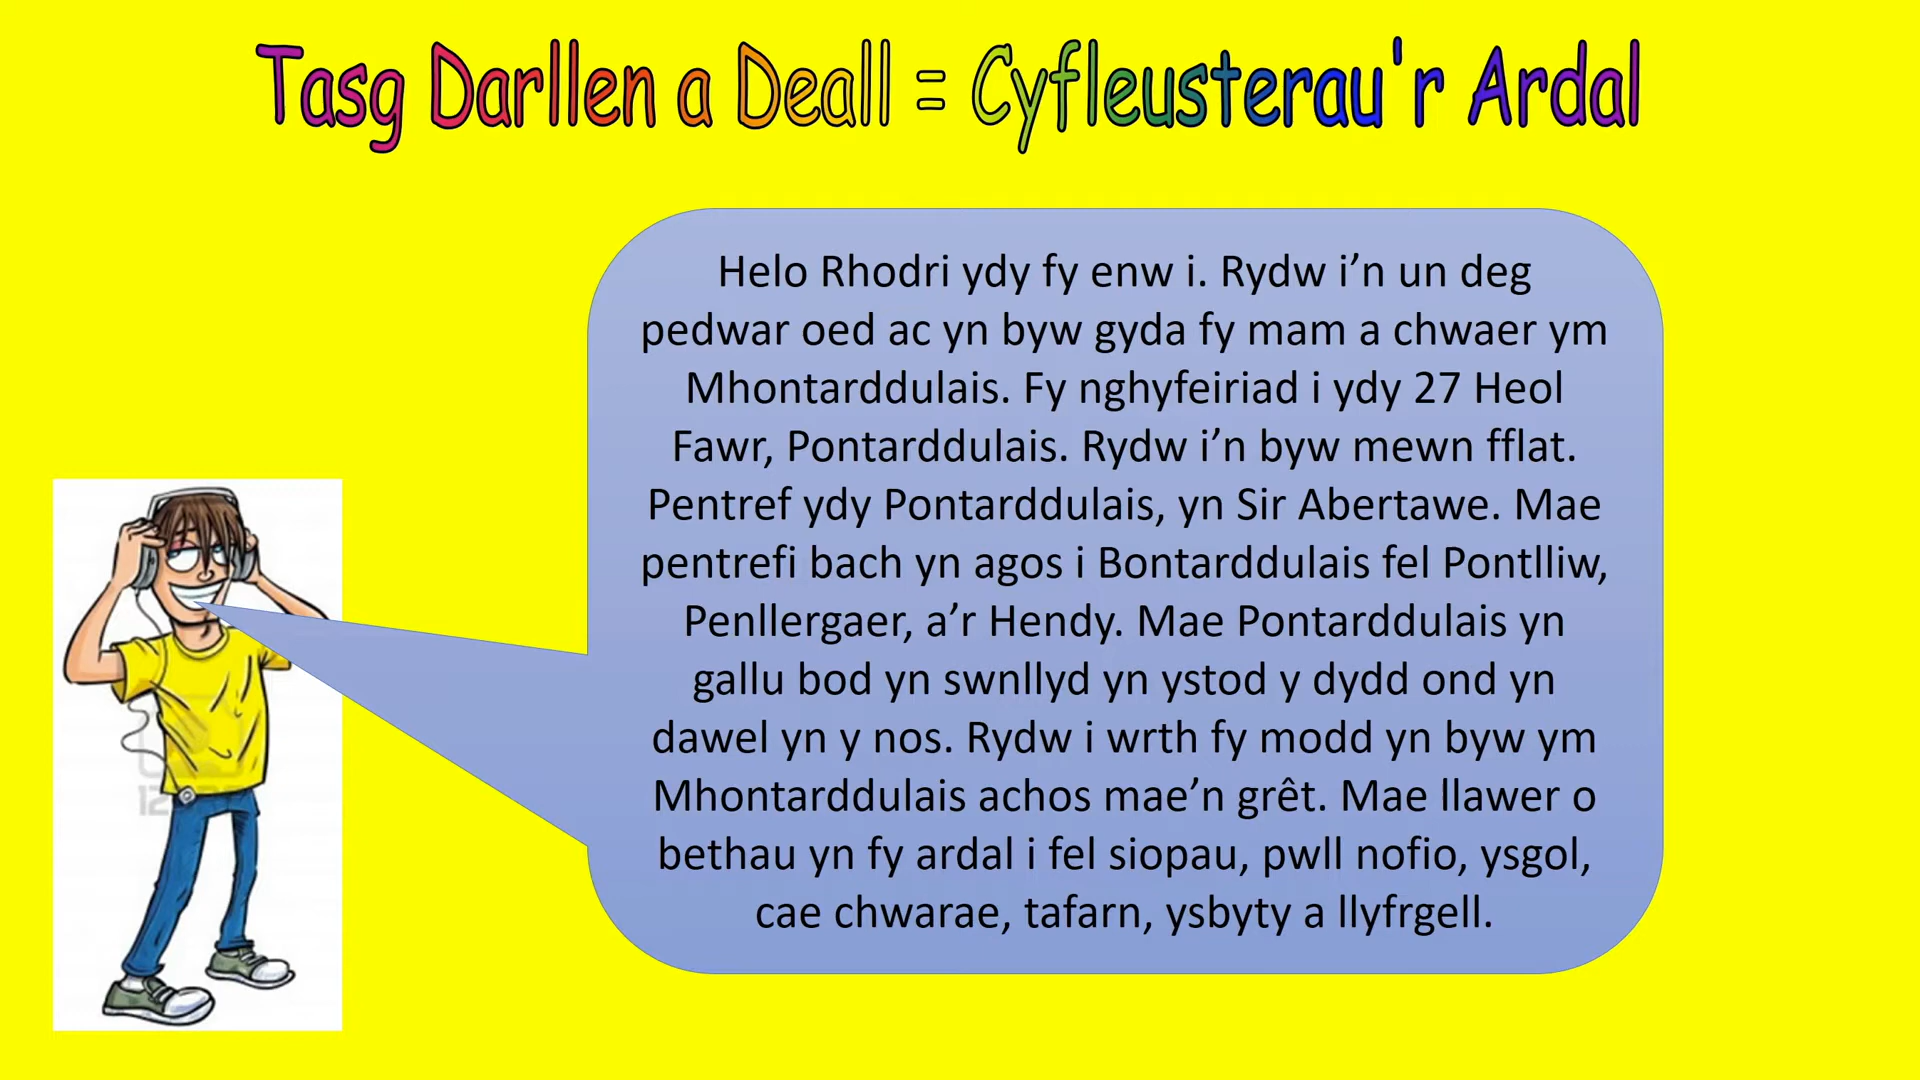 Tasg Darllen a Deall = Cyfleusterau'r Ardal
Helo Rhodri ydy fy enw i. Rydw i’n un deg
pedwar oed ac yn byw gyda fy mam a chwaer ym
Mhontarddulais. Fy nghyfeiriad i ydy 27 Heol
Fawr, Pontarddulais. Rydw i’n byw mewn fflat.
Pentref ydy Pontarddulais, yn Sir Abertawe. Mae
pentrefi bach yn agos i Bontarddulais fel Pontlliw,
Penllergaer, a’r Hendy. Mae Pontarddulais yn
gallu bod yn swnllyd yn ystod y dydd ond yn
dawel yn y nos. Rydw i wrth fy modd yn byw ym
Mhontarddulais achos mae’n grêt. Mae llawer o
bethau yn fy ardal i fel siopau, pwll nofio, ysgol,
cae chwarae, tafarn, ysbyty a llyfrgell.